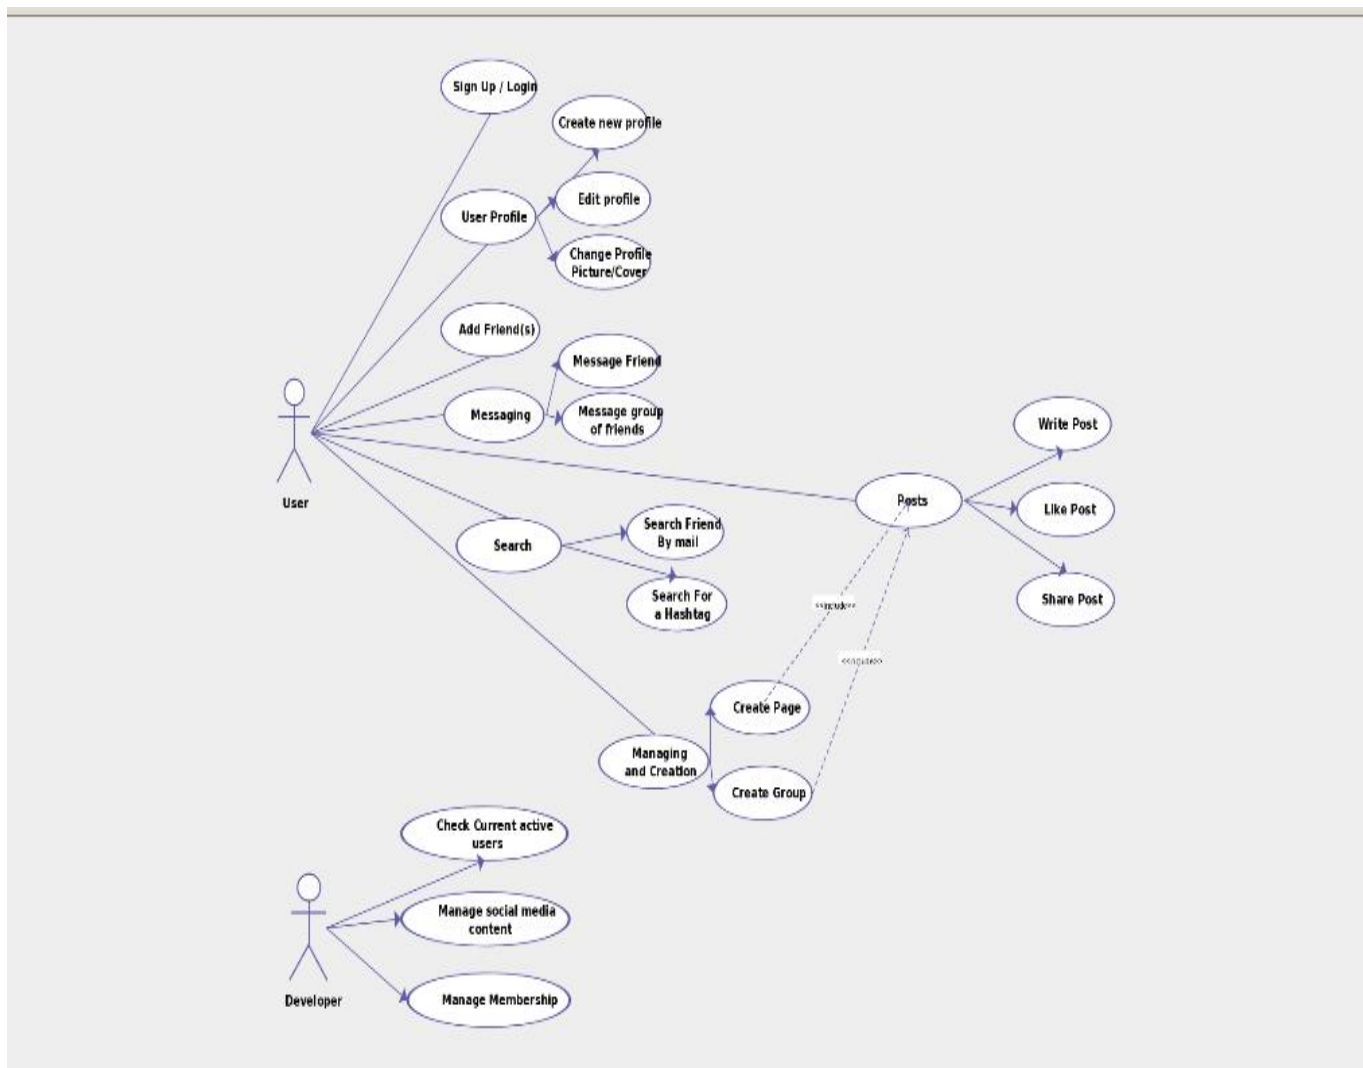 Sign Up / Login
Create new profile
Edit profile
User Profile
Change Profile
Picture/Cover
Add Friend(s)
Message Friend
Messaging
Message group
of friends
User
Write Post
Posts
Like Post
Search Friend
By mail
Search
Search For
a Hashtag
Share Post
<<include>>
<<include>>
Create Page
Managing
and Creation
Create Group
Check Current active
users
Manage social media
content
Developer
Manage Membership